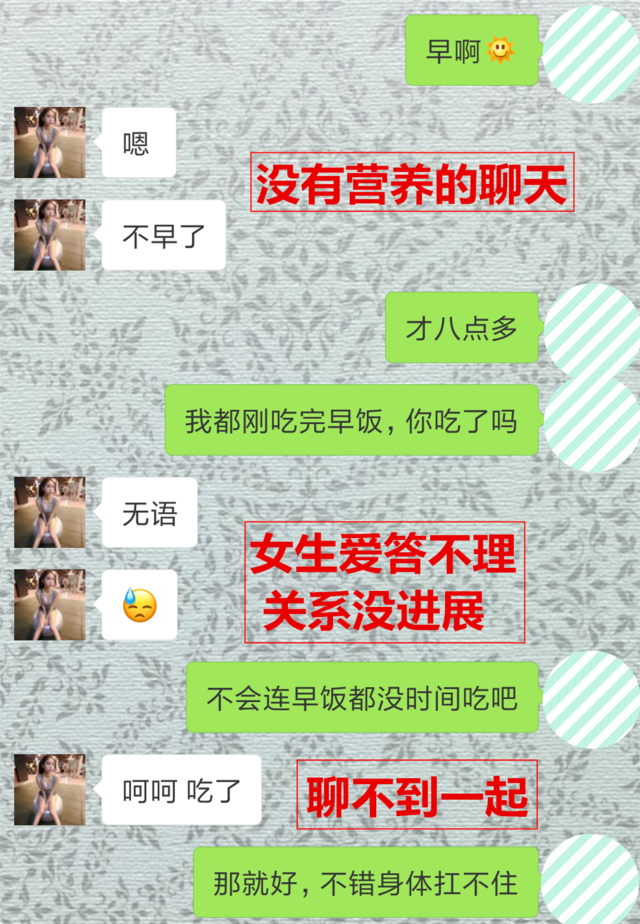 早啊
嗯
没有营养的聊天
不早了
才八点多
我都刚吃完早饭，你吃了吗
无语
女生爱答不理
关系没进展
不会连早饭都没时间吃吧
呵呵 吃了
聊不到一起
那就好，不错身体扛不住